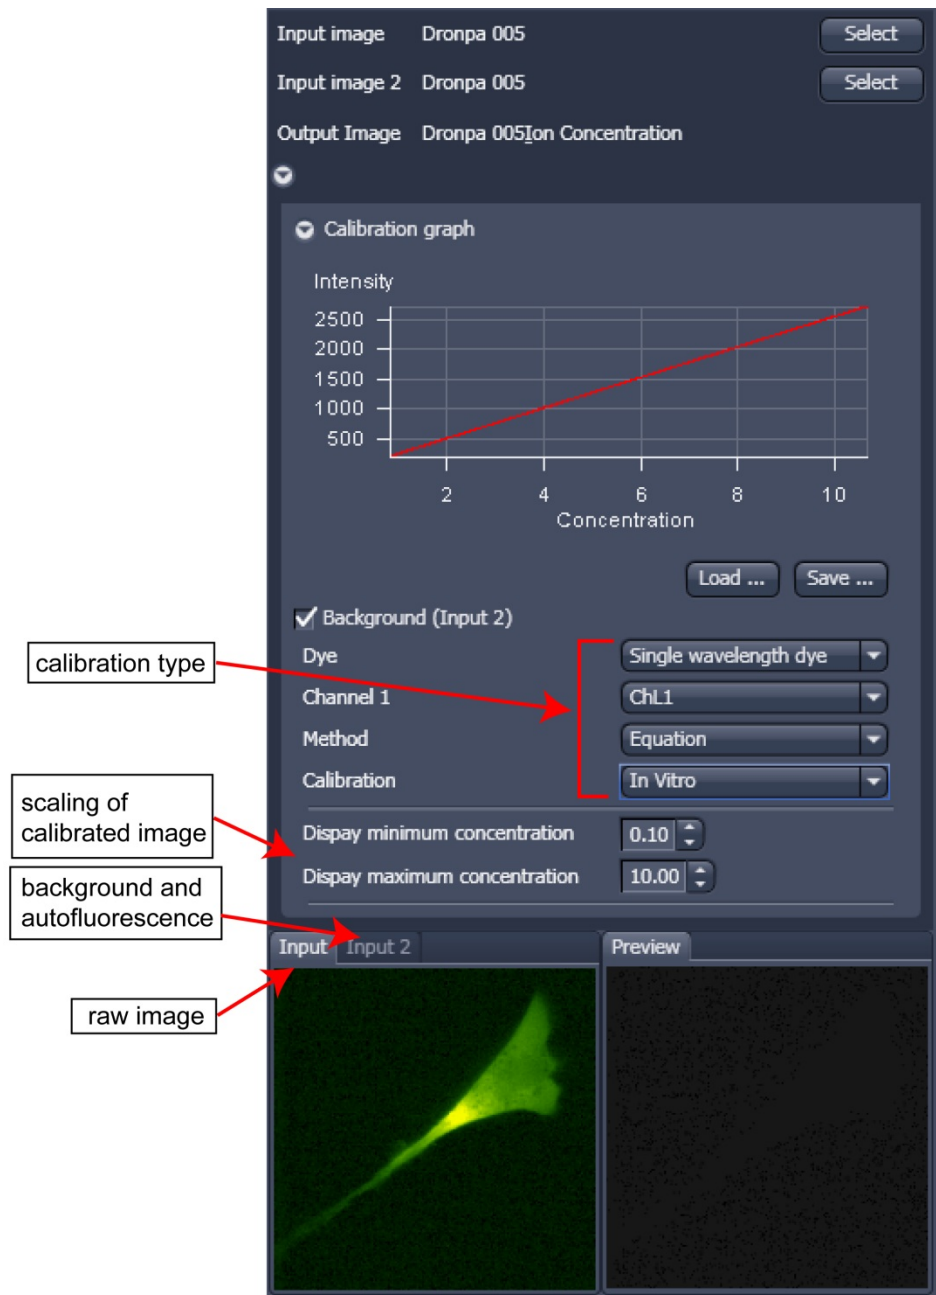 Input image Dronpa 005 Select
Input image 2 Dronpa 005 Select
Output Image Dronpa 005Ion Concentration
Calibration graph
Intensity
2500
2000
1500
1000
500
2 4 6 8 10
Concentration
Load ... Save ...
Background (Input 2)
calibration type
Dye Single wavelength dye
Channel 1 ChL1
Method Equation
Calibration In Vitro
scaling of
calibrated image
Dispay minimum concentration 0.10
Dispay maximum concentration 10.00
background and
autofluorescence
Input Input 2 Preview
raw image